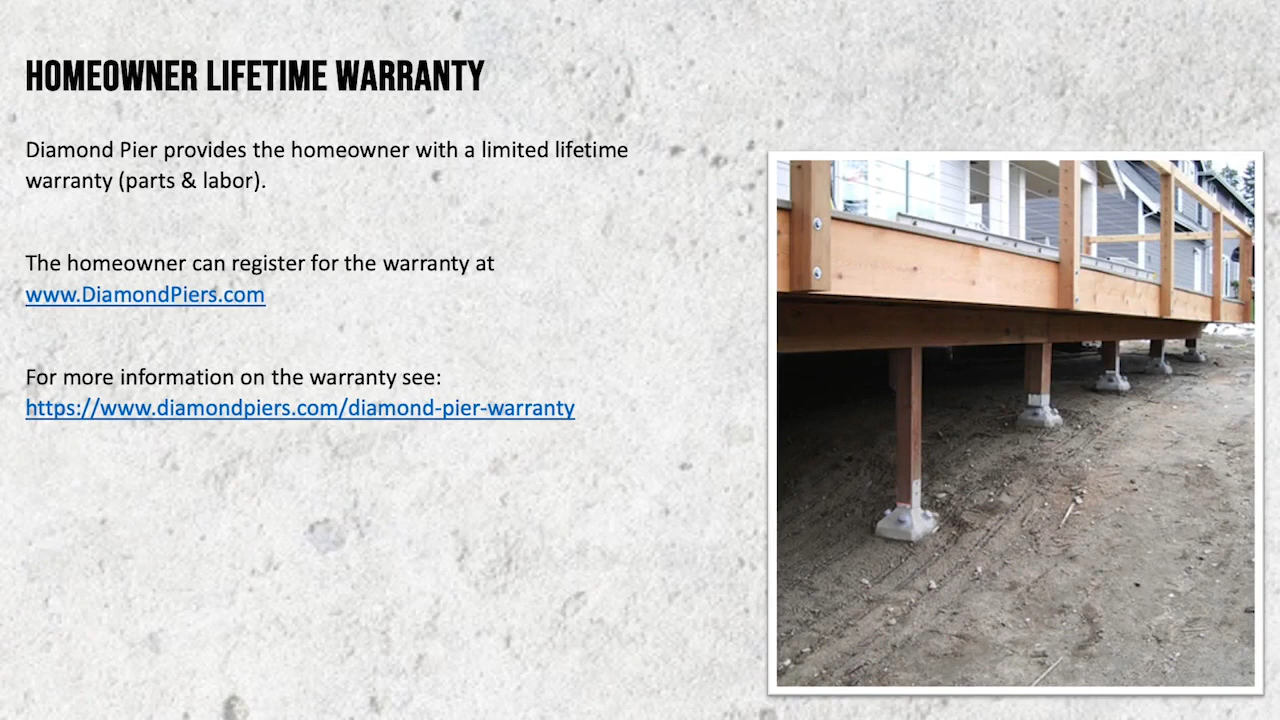 HOMEOWNER LIFETIME WARRANTY
Diamond Pier provides the homeowner with a limited lifetime
warranty (parts & labor).
The homeowner can register for the warranty at
www.DiamondPiers.com
For more information on the warranty see:
https://www.diamondpiers.com/diamond-pier-warranty